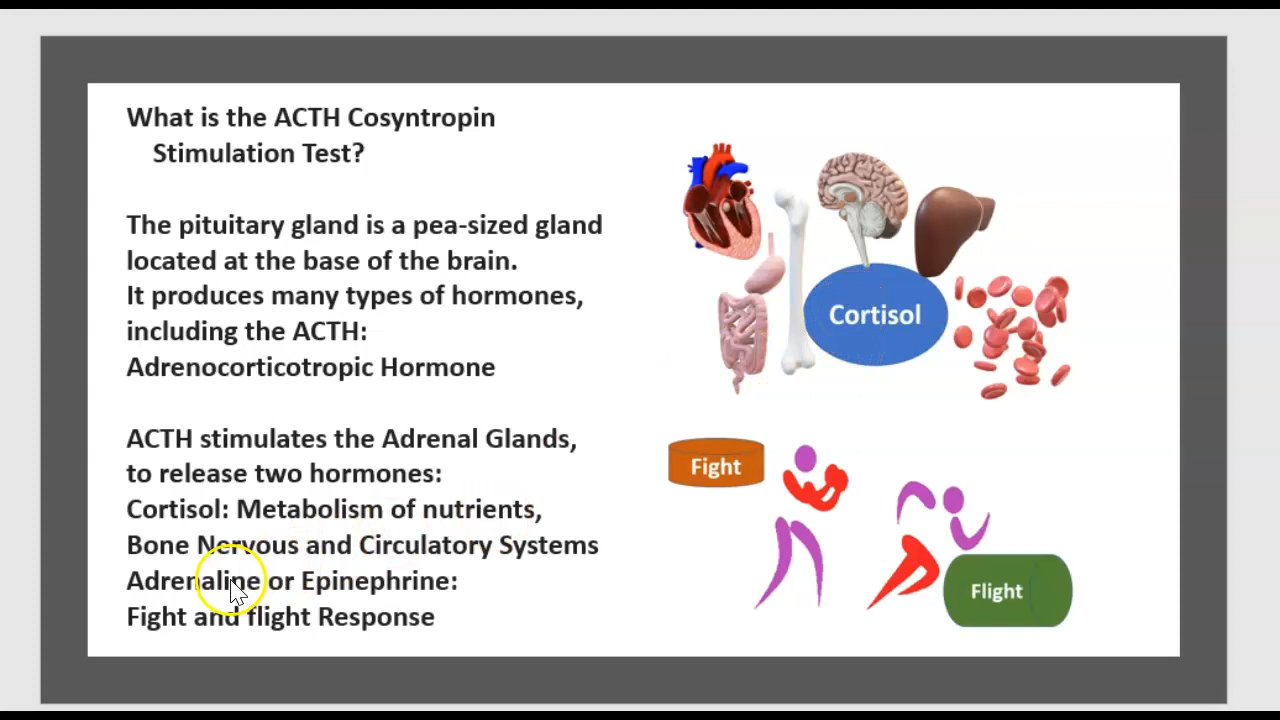 What is the ACTH Cosyntropin
Stimulation Test?
The pituitary gland is a pea-sized gland
located at the base of the brain.
It produces many types of hormones,
including the ACTH:
Adrenocorticotropic Hormone
ACTH stimulates the Adrenal Glands,
to release two hormones:
Cortisol: Metabolism of nutrients,
Bone Nervous and Circulatory Systems
Adrenaline or Epinephrine:
Fight and flight Response
Cortisol
Fight
Flight